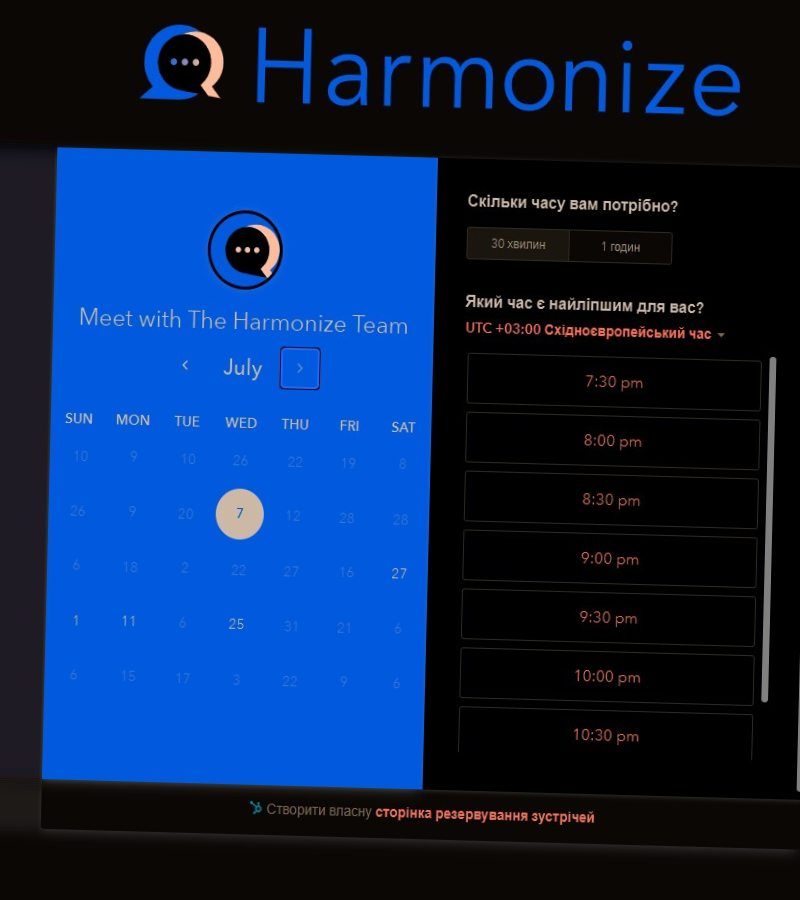 Harmonize
Meet with The Harmonize Team
July
SUN MON TUE WED THU FRI SAT
10 9 10 26 22 19 8
26 9 20 7 12 28 28
6 18 2 22 27 16 27
1 11 6 25 31 21 6
6 15 17 3 22 9 6
Скільки часу вам потрібно?
30 хвилин 1 годин
Який час є найліпшим для вас?
UTC +03:00 Східноєвропейський час
7:30 pm
8:00 pm
8:30 pm
9:00 pm
9:30 pm
10:00 pm
10:30 pm
Створити власну сторінка резервування зустрічей